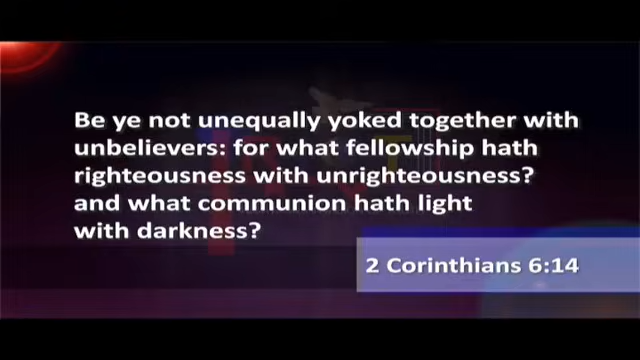 Be ye not unequally yoked together with
unbelievers: for what fellowship hath
righteousness with unrighteousness?
and what communion hath light
with darkness?
2 Corinthians 6:14